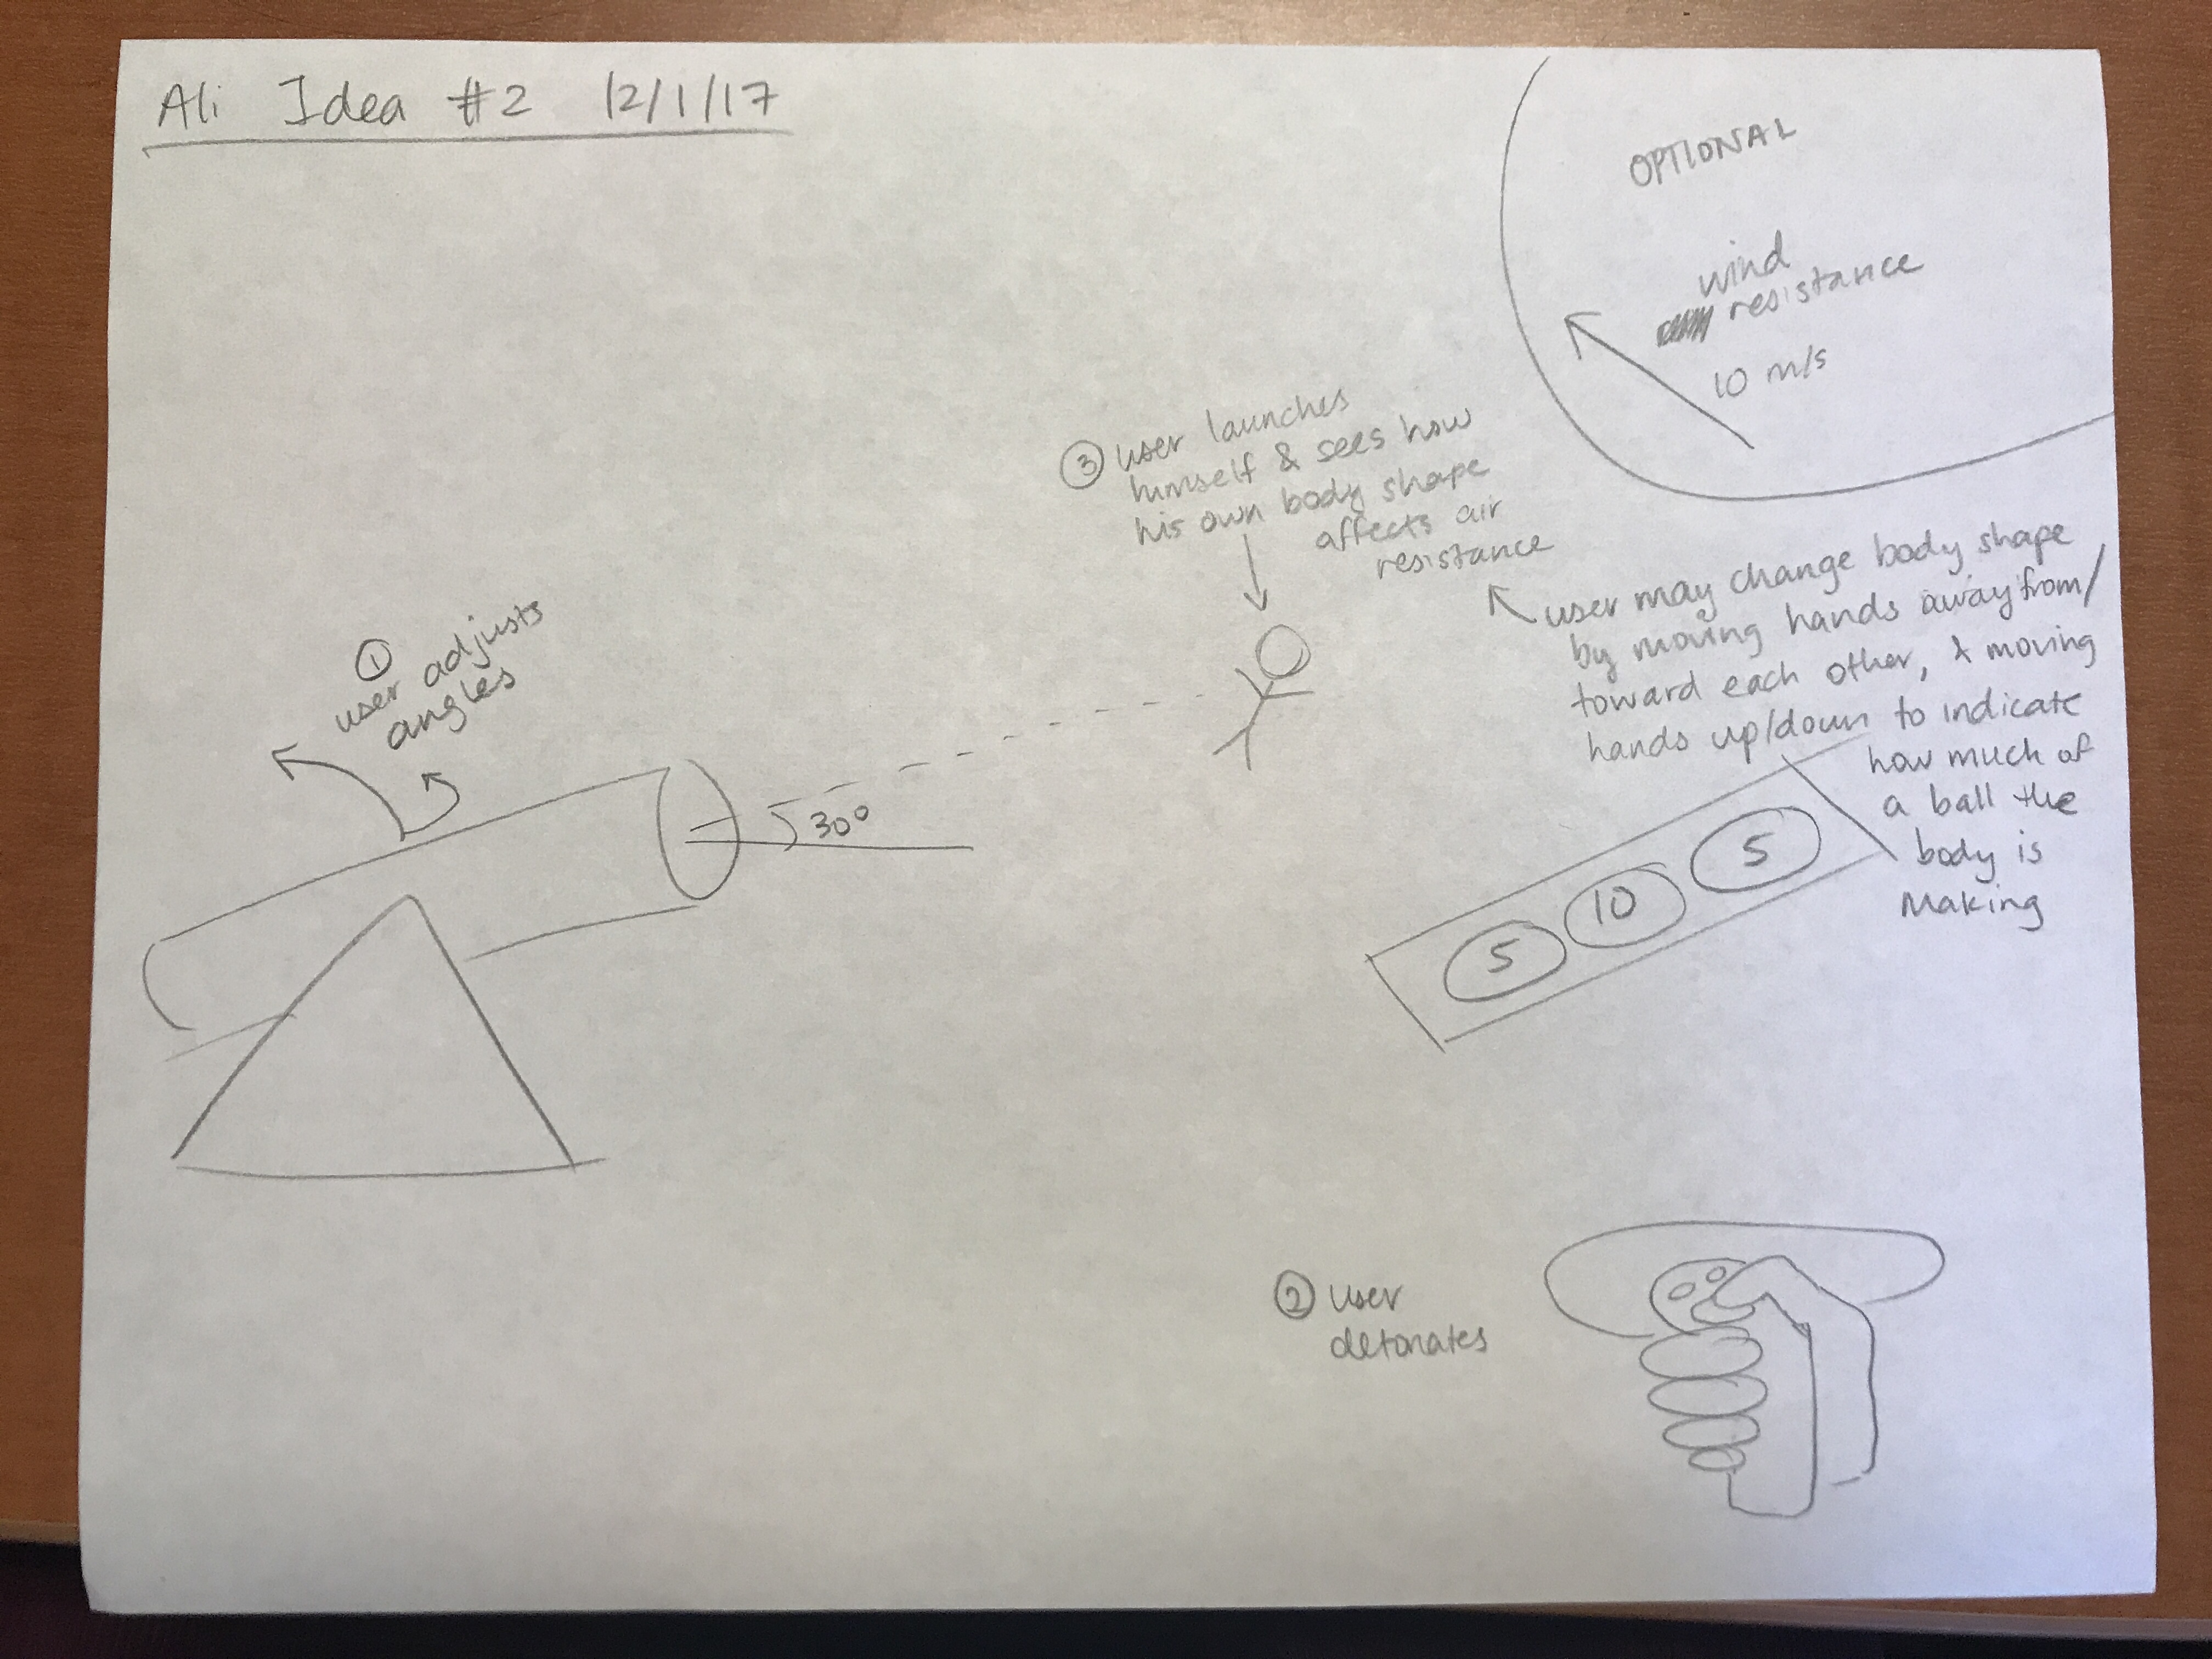 Ali Idea #2 12/1/17
OPTIONAL
wind
resistance
10 m/s
③ user launches
himself & sees how
his own body shape
affects air
resistance
user may change body shape
by moving hands away from/
toward each other, & moving
hands up/down to indicate
how much of
a ball the
body is
making
①
user adjusts
angles
30°
5 10 5
② user
detonates